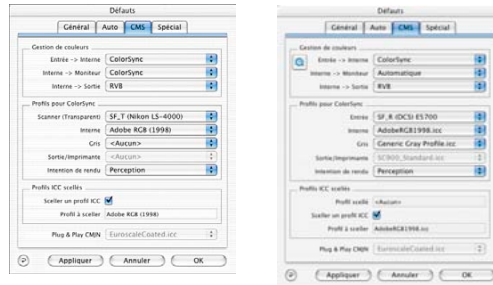 Défauts
Général Auto CMS Spécial
Gestion de couleurs
Entrée -> Interne ColorSync
Interne -> Moniteur ColorSync
Interne -> Sortie RVB
Profils pour ColorSync
Scanner (Transparent) SF_T (Nikon LS-4000)
Interne Adobe RGB (1998)
Gris <Aucun>
Sortie/Imprimante <Aucun>
Intention de rendu Perception
Profils ICC scellés
Sceller un profil ICC
Profil à sceller Adobe RGB (1998)
Plug & Play CMJN EuroscaleCoated.icc
Appliquer Annuler OK
Défauts
Général Auto CMS Spécial
Gestion de couleurs
Entrée -> Interne ColorSync
Interne -> Moniteur Automatique
Interne -> Sortie RVB
Profils pour ColorSync
Entrée SF_R (DCS) E5700
Interne AdobeRGB1998.icc
Gris Generic Gray Profile.icc
Sortie/Imprimante SC900_Standard.icc
Intention de rendu Perception
Profils ICC scellés
Profil scellé <Aucun>
Sceller un profil ICC
Profil à sceller AdobeRGB1998.icc
Plug & Play CMJN EuroscaleCoated.icc
Appliquer Annuler OK